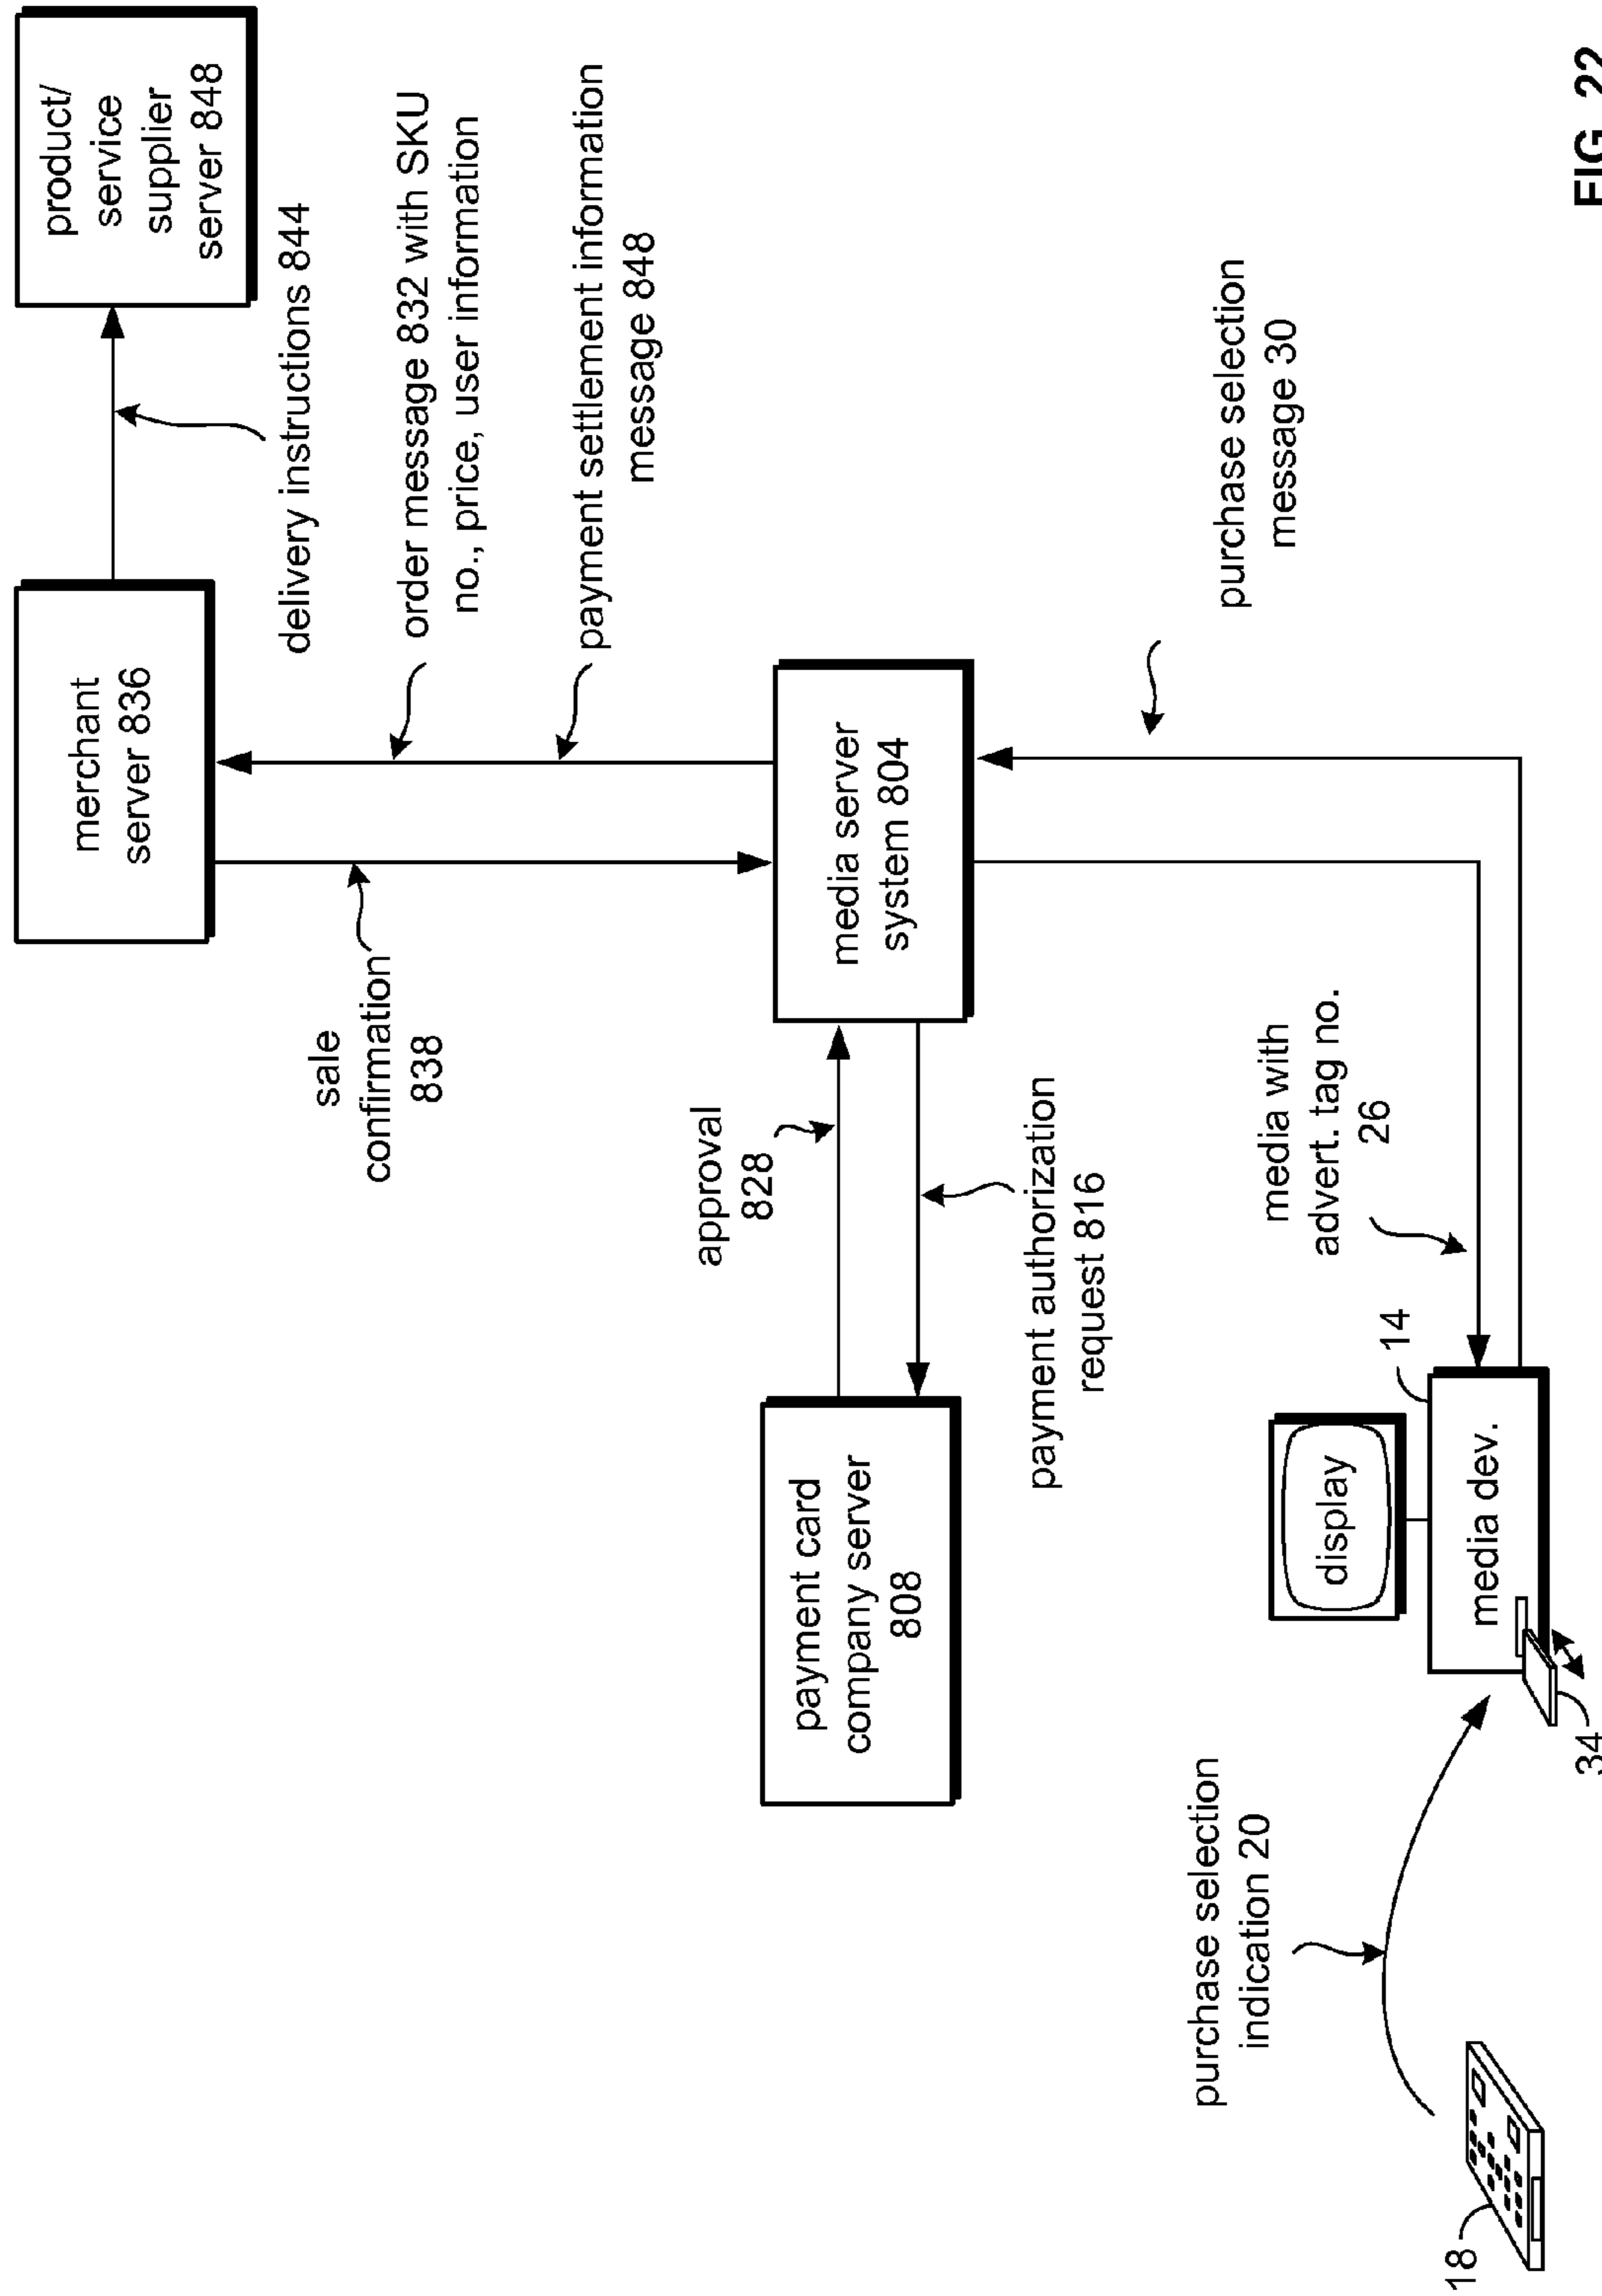 merchant
server 836
product/
service
supplier
server 848
delivery instructions 844
sale
confirmation
838
order message 832 with SKU
no., price, user information
payment settlement information
message 848
payment card
company server
808
approval
828
payment authorization
request 816
media server
system 804
purchase selection
message 30
purchase selection
indication 20
display
14
media with
advert. tag no.
26
media dev.
18
34
FIG. 22